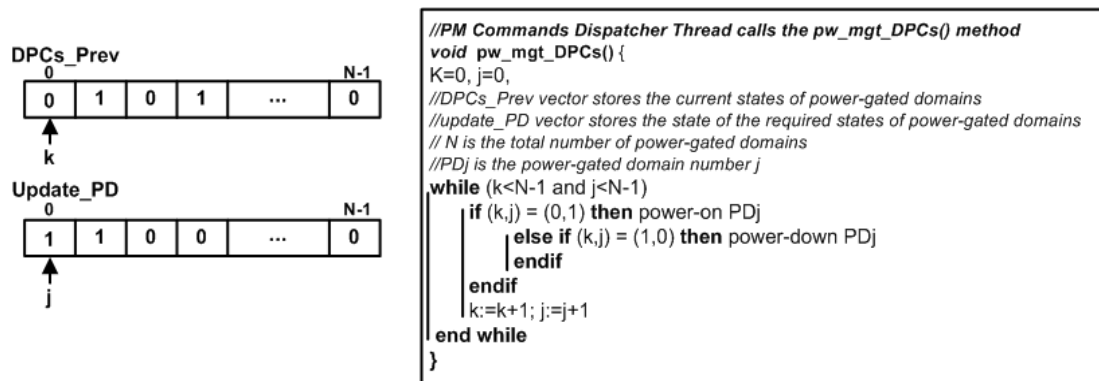 DPCs_Prev
0 N-1
0 1 0 1 ... 0
k
Update_PD
0 N-1
1 1 0 0 ... 0
j
//PM Commands Dispatcher Thread calls the pw_mgt_DPCs() method
void pw_mgt_DPCs() {
K=0, j=0,
//DPCs_Prev vector stores the current states of power-gated domains
//update_PD vector stores the state of the required states of power-gated domains
// N is the total number of power-gated domains
//PDj is the power-gated domain number j
while (k<N-1 and j<N-1)
if (k,j) = (0,1) then power-on PDj
else if (k,j) = (1,0) then power-down PDj
endif
endif
k:=k+1; j:=j+1
end while
}